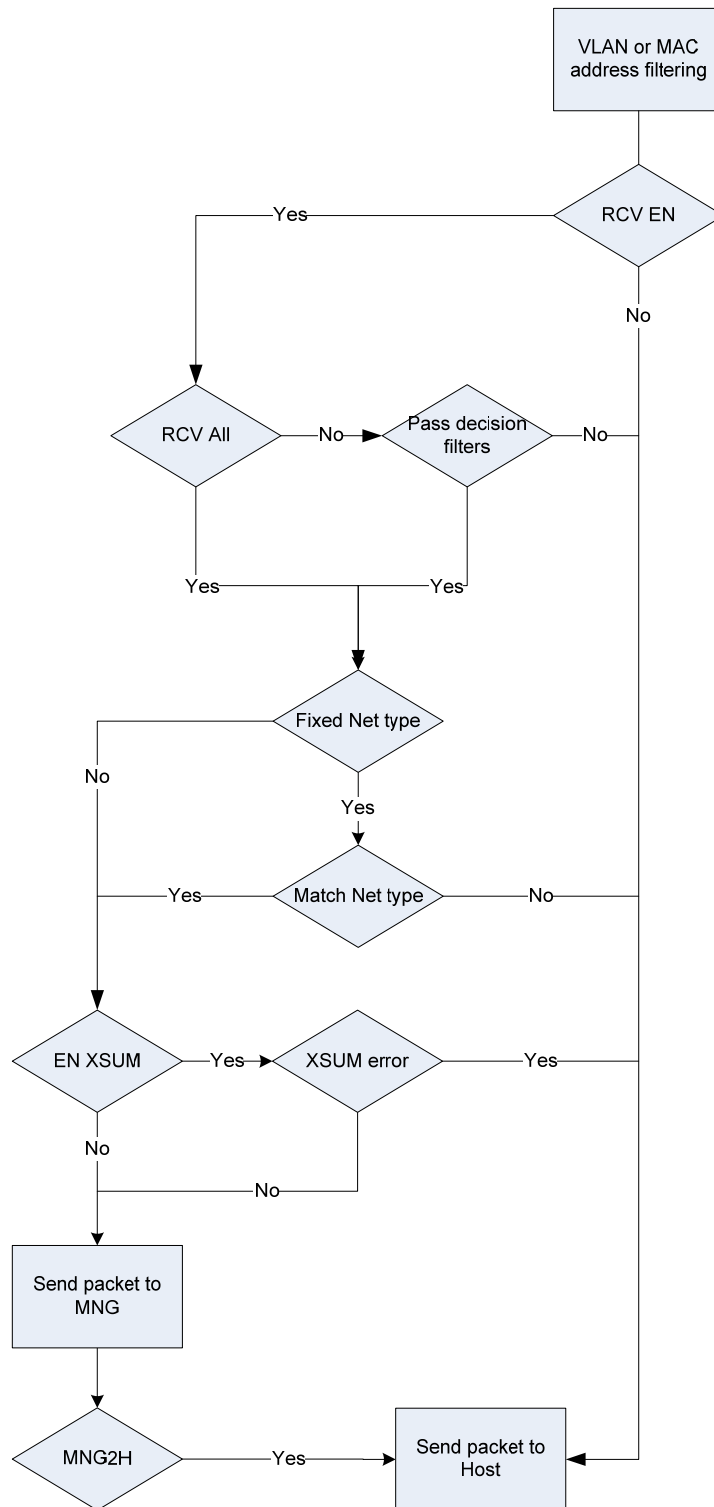 VLAN or MAC
address filtering
Yes
RCV EN
No
RCV All
No
Pass decision
filters
No
Yes
Yes
Fixed Net type
No
Yes
Yes
Match Net type
No
EN XSUM
Yes
XSUM error
Yes
No
No
Send packet to
MNG
MNG2H
Yes
Send packet to
Host